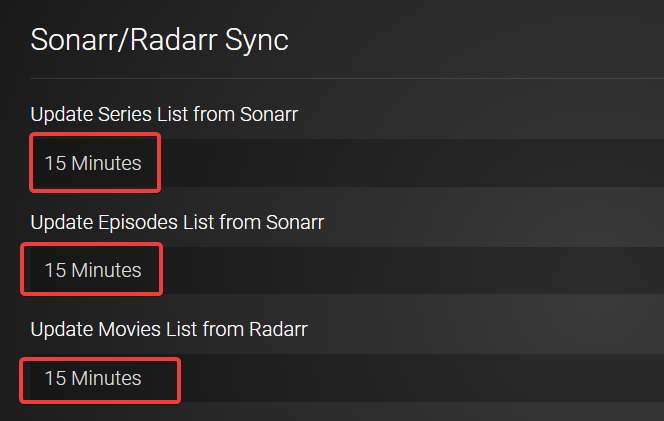 Sonarr/Radarr Sync
Update Series List from Sonarr
15 Minutes
Update Episodes List from Sonarr
15 Minutes
Update Movies List from Radarr
15 Minutes